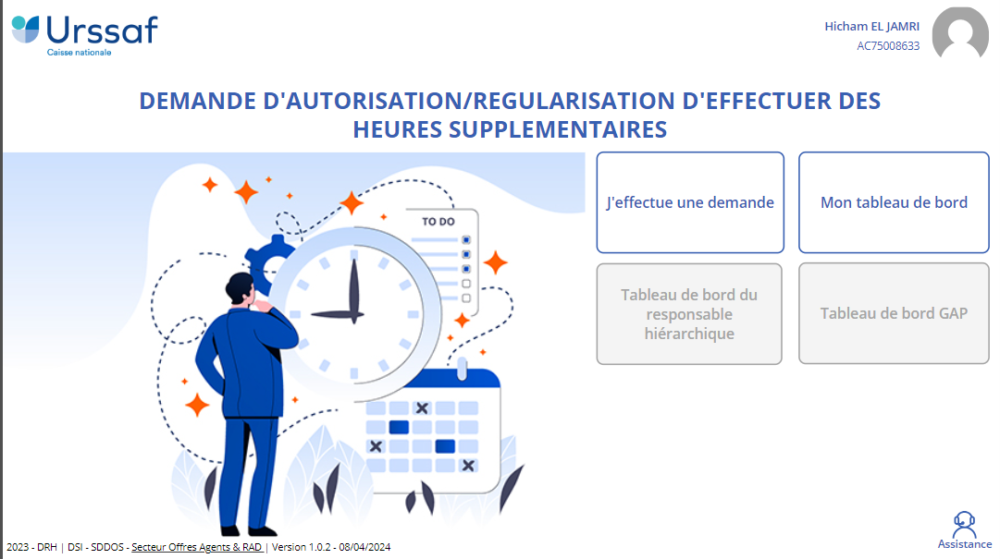 Urssaf
Caisse nationale
Hicham EL JAMRI
AC75008633
DEMANDE D'AUTORISATION/REGULARISATION D'EFFECTUER DES
HEURES SUPPLEMENTAIRES
TO DO
J'effectue une demande
Mon tableau de bord
Tableau de bord du
responsable
hiérarchique
Tableau de bord GAP
Assistance
2023 - DRH | DSI - SDDOS - Secteur Offres Agents & RAD | Version 1.0.2 - 08/04/2024